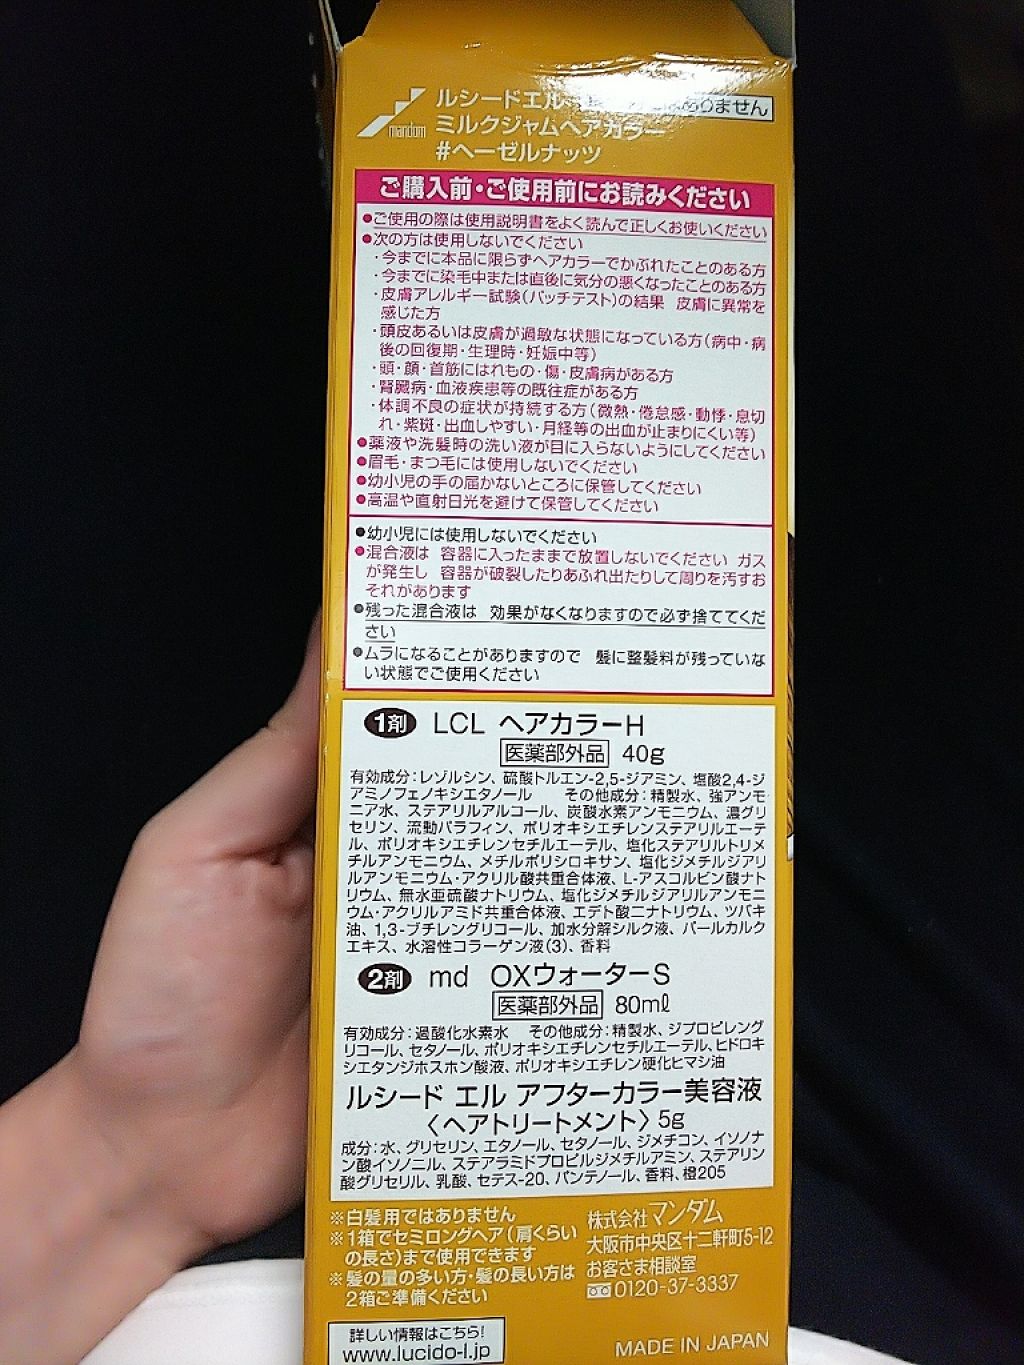 mandom
ルシードエル
ありません
ミルクジャムヘアカラー
#ヘーゼルナッツ
ご購入前・ご使用前にお読みください
●ご使用の際は使用説明書をよく読んで正しくお使いください
●次の方は使用しないでください
・今までに本品に限らずヘアカラーでかぶれたことのある方
・今までに染毛中または直後に気分の悪くなったことのある方
・皮膚アレルギー試験(パッチテスト)の結果 皮膚に異常を
感じた方
・頭皮あるいは皮膚が過敏な状態になっている方(病中・病
後の回復期・生理時・妊娠中等)
・頭・顔・首筋にはれもの・傷・皮膚病がある方
・腎臓病・血液疾患等の既往症がある方
・体調不良の症状が持続する方(微熱・倦怠感・動悸・息切
れ・紫斑・出血しやすい・月経等の出血が止まりにくい等)
●薬液や洗髪時の洗い液が目に入らないようにしてください
●眉毛・まつ毛には使用しないでください
●幼小児の手の届かないところに保管してください
●高温や直射日光を避けて保管してください
●幼小児には使用しないでください
●混合液は 容器に入ったままで放置しないでください ガス
が発生し 容器が破裂したりあふれ出たりして周りを汚すお
それがあります
●残った混合液は 効果がなくなりますので必ず捨ててくだ
さい
●ムラになることがありますので 髪に整髪料が残っていな
い状態でご使用ください
1剤 LCL ヘアカラーH
医薬部外品 40g
有効成分:レゾルシン、硫酸トルエン-2,5-ジアミン、塩酸2,4-ジ
アミノフェノキシエタノール その他成分:精製水、強アンモ
ニア水、ステアリルアルコール、炭酸水素アンモニウム、濃グリ
セリン、流動パラフィン、ポリオキシエチレンステアリルエーテ
ル、ポリオキシエチレンセチルエーテル、塩化ステアリルトリメ
チルアンモニウム、メチルポリシロキサン、塩化ジメチルジアリ
ルアンモニウム・アクリル酸共重合体液、L-アスコルビン酸ナト
リウム、無水亜硫酸ナトリウム、塩化ジメチルジアリルアンモニ
ウム・アクリルアミド共重合体液、エデト酸二ナトリウム、ツバキ
油、1,3-ブチレングリコール、加水分解シルク液、パールカルク
エキス、水溶性コラーゲン液(3)、香料
2剤 md OXウォーターS
医薬部外品 80mℓ
有効成分:過酸化水素水 その他成分:精製水、ジプロピレング
リコール、セタノール、ポリオキシエチレンセチルエーテル、ヒドロキ
シエタンジホスホン酸液、ポリオキシエチレン硬化ヒマシ油
ルシード エル アフターカラー美容液
〈ヘアトリートメント〉5g
成分:水、グリセリン、エタノール、セタノール、ジメチコン、イソノナ
ン酸イソノニル、ステアラミドプロピルジメチルアミン、ステアリン
酸グリセリル、乳酸、セテス-20、パンテノール、香料、橙205
※白髪用ではありません
※1箱でセミロングヘア(肩くらい
の長さ)まで使用できます
※髪の量の多い方・髪の長い方は
2箱ご準備ください
株式会社マンダム
大阪市中央区十二軒町5-12
お客さま相談室
0120-37-3337
詳しい情報はこちら!
www.lucido-l.jp
MADE IN JAPAN